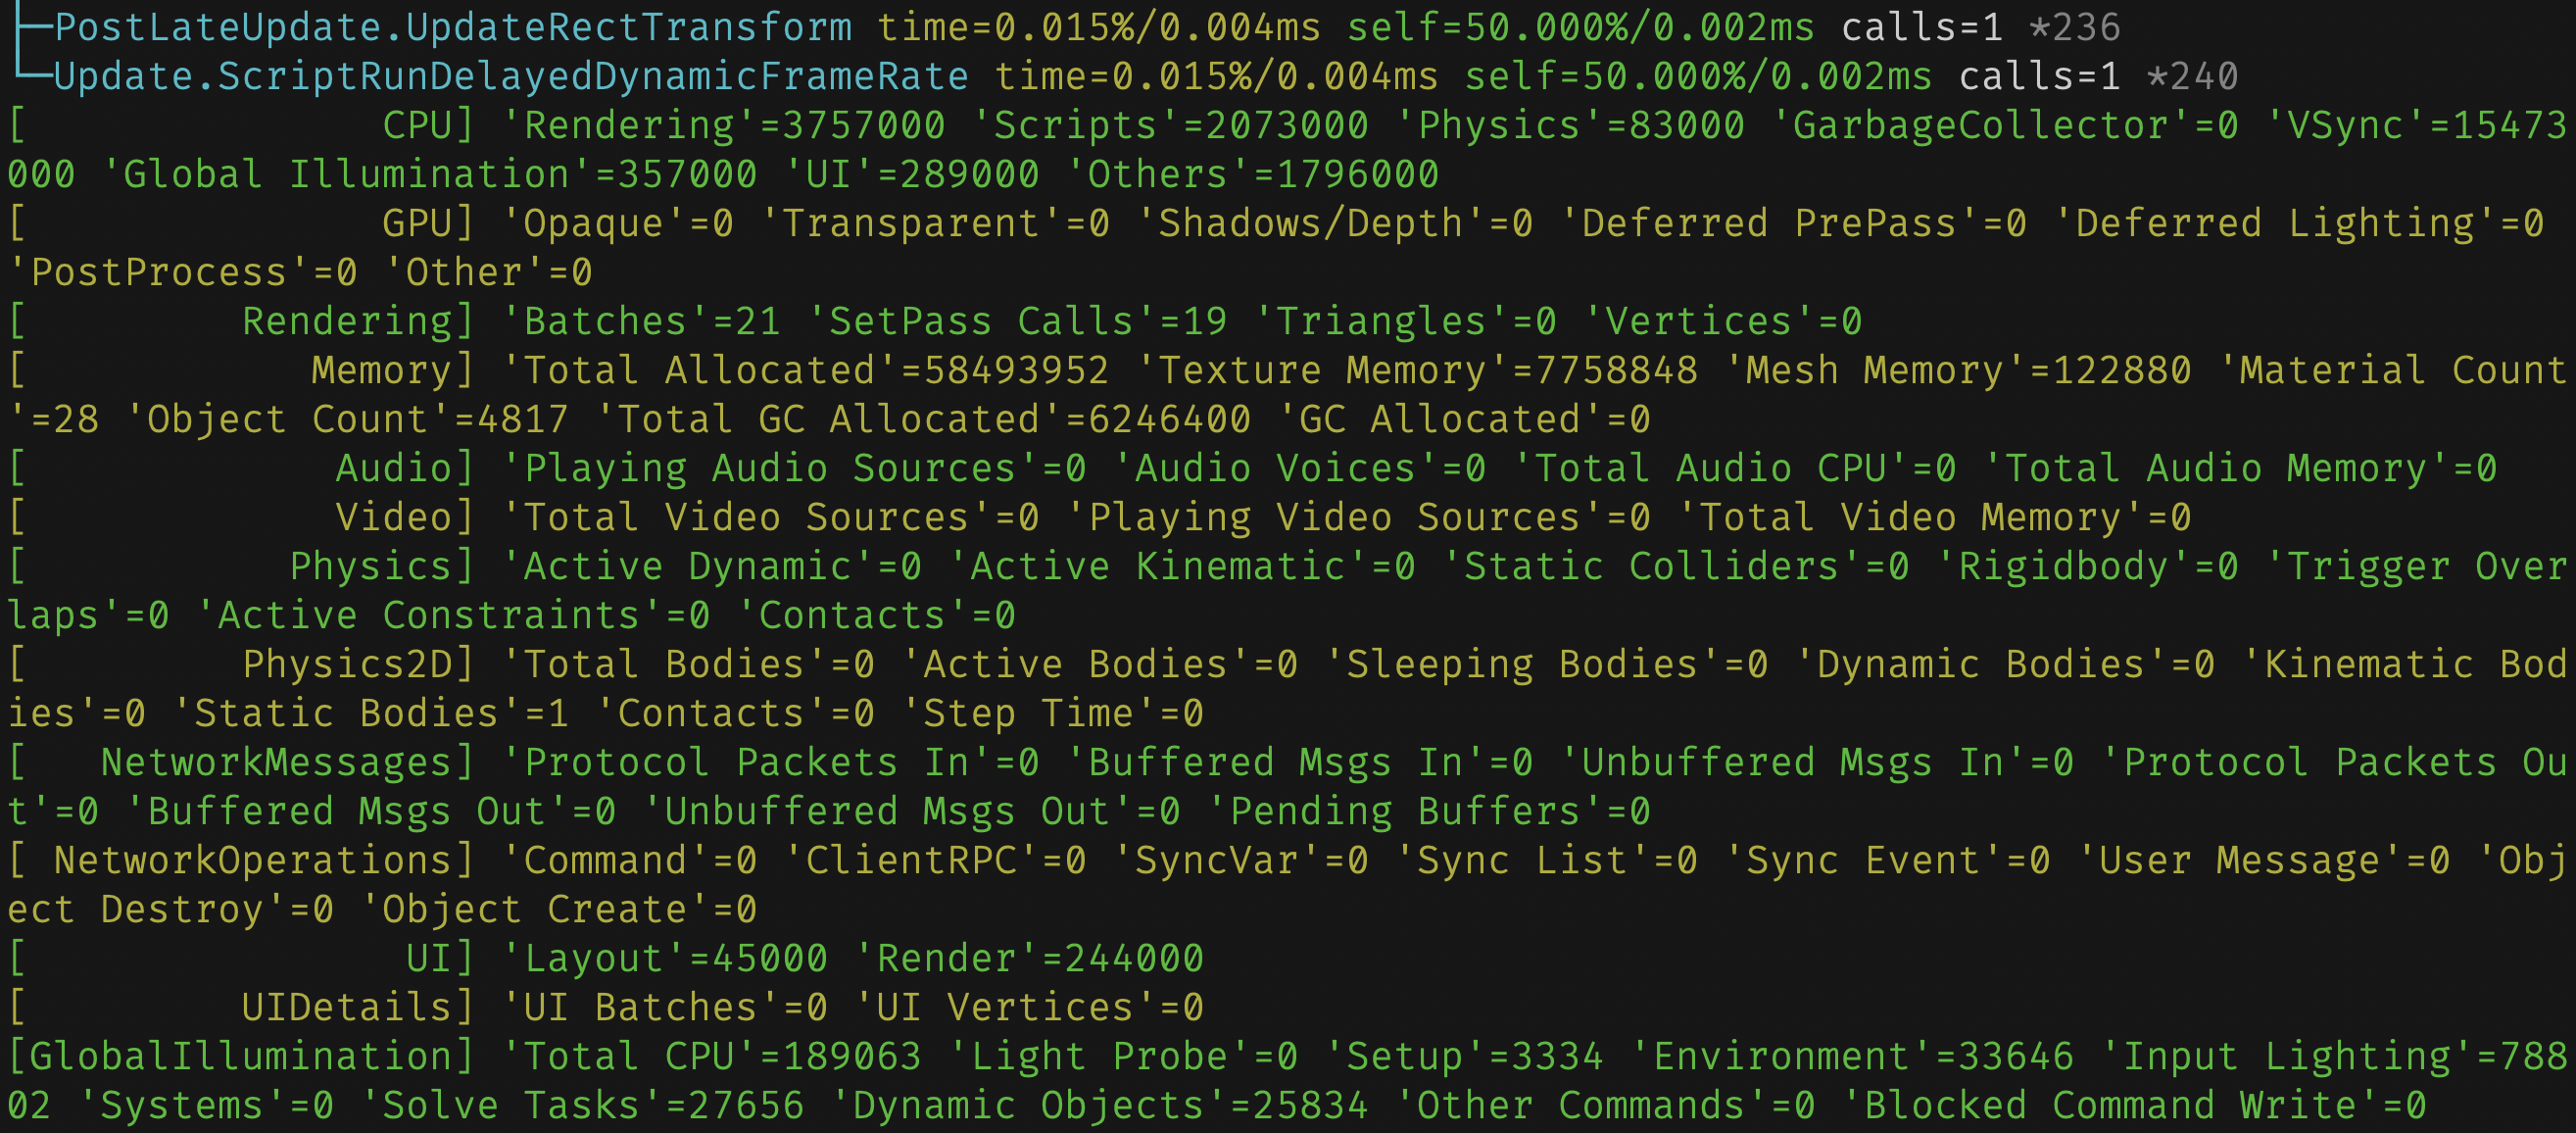 ├─PostLateUpdate.UpdateRectTransform time=0.015%/0.004ms self=50.000%/0.002ms calls=1 *236
└─Update.ScriptRunDelayedDynamicFrameRate time=0.015%/0.004ms self=50.000%/0.002ms calls=1 *240
[               CPU] 'Rendering'=3757000 'Scripts'=2073000 'Physics'=83000 'GarbageCollector'=0 'VSync'=15473
000 'Global Illumination'=357000 'UI'=289000 'Others'=1796000
[               GPU] 'Opaque'=0 'Transparent'=0 'Shadows/Depth'=0 'Deferred PrePass'=0 'Deferred Lighting'=0
'PostProcess'=0 'Other'=0
[         Rendering] 'Batches'=21 'SetPass Calls'=19 'Triangles'=0 'Vertices'=0
[            Memory] 'Total Allocated'=58493952 'Texture Memory'=7758848 'Mesh Memory'=122880 'Material Count
'=28 'Object Count'=4817 'Total GC Allocated'=6246400 'GC Allocated'=0
[             Audio] 'Playing Audio Sources'=0 'Audio Voices'=0 'Total Audio CPU'=0 'Total Audio Memory'=0
[             Video] 'Total Video Sources'=0 'Playing Video Sources'=0 'Total Video Memory'=0
[           Physics] 'Active Dynamic'=0 'Active Kinematic'=0 'Static Colliders'=0 'Rigidbody'=0 'Trigger Over
laps'=0 'Active Constraints'=0 'Contacts'=0
[         Physics2D] 'Total Bodies'=0 'Active Bodies'=0 'Sleeping Bodies'=0 'Dynamic Bodies'=0 'Kinematic Bod
ies'=0 'Static Bodies'=1 'Contacts'=0 'Step Time'=0
[   NetworkMessages] 'Protocol Packets In'=0 'Buffered Msgs In'=0 'Unbuffered Msgs In'=0 'Protocol Packets Ou
t'=0 'Buffered Msgs Out'=0 'Unbuffered Msgs Out'=0 'Pending Buffers'=0
[ NetworkOperations] 'Command'=0 'ClientRPC'=0 'SyncVar'=0 'Sync List'=0 'Sync Event'=0 'User Message'=0 'Obj
ect Destroy'=0 'Object Create'=0
[                UI] 'Layout'=45000 'Render'=244000
[         UIDetails] 'UI Batches'=0 'UI Vertices'=0
[GlobalIllumination] 'Total CPU'=189063 'Light Probe'=0 'Setup'=3334 'Environment'=33646 'Input Lighting'=788
02 'Systems'=0 'Solve Tasks'=27656 'Dynamic Objects'=25834 'Other Commands'=0 'Blocked Command Write'=0